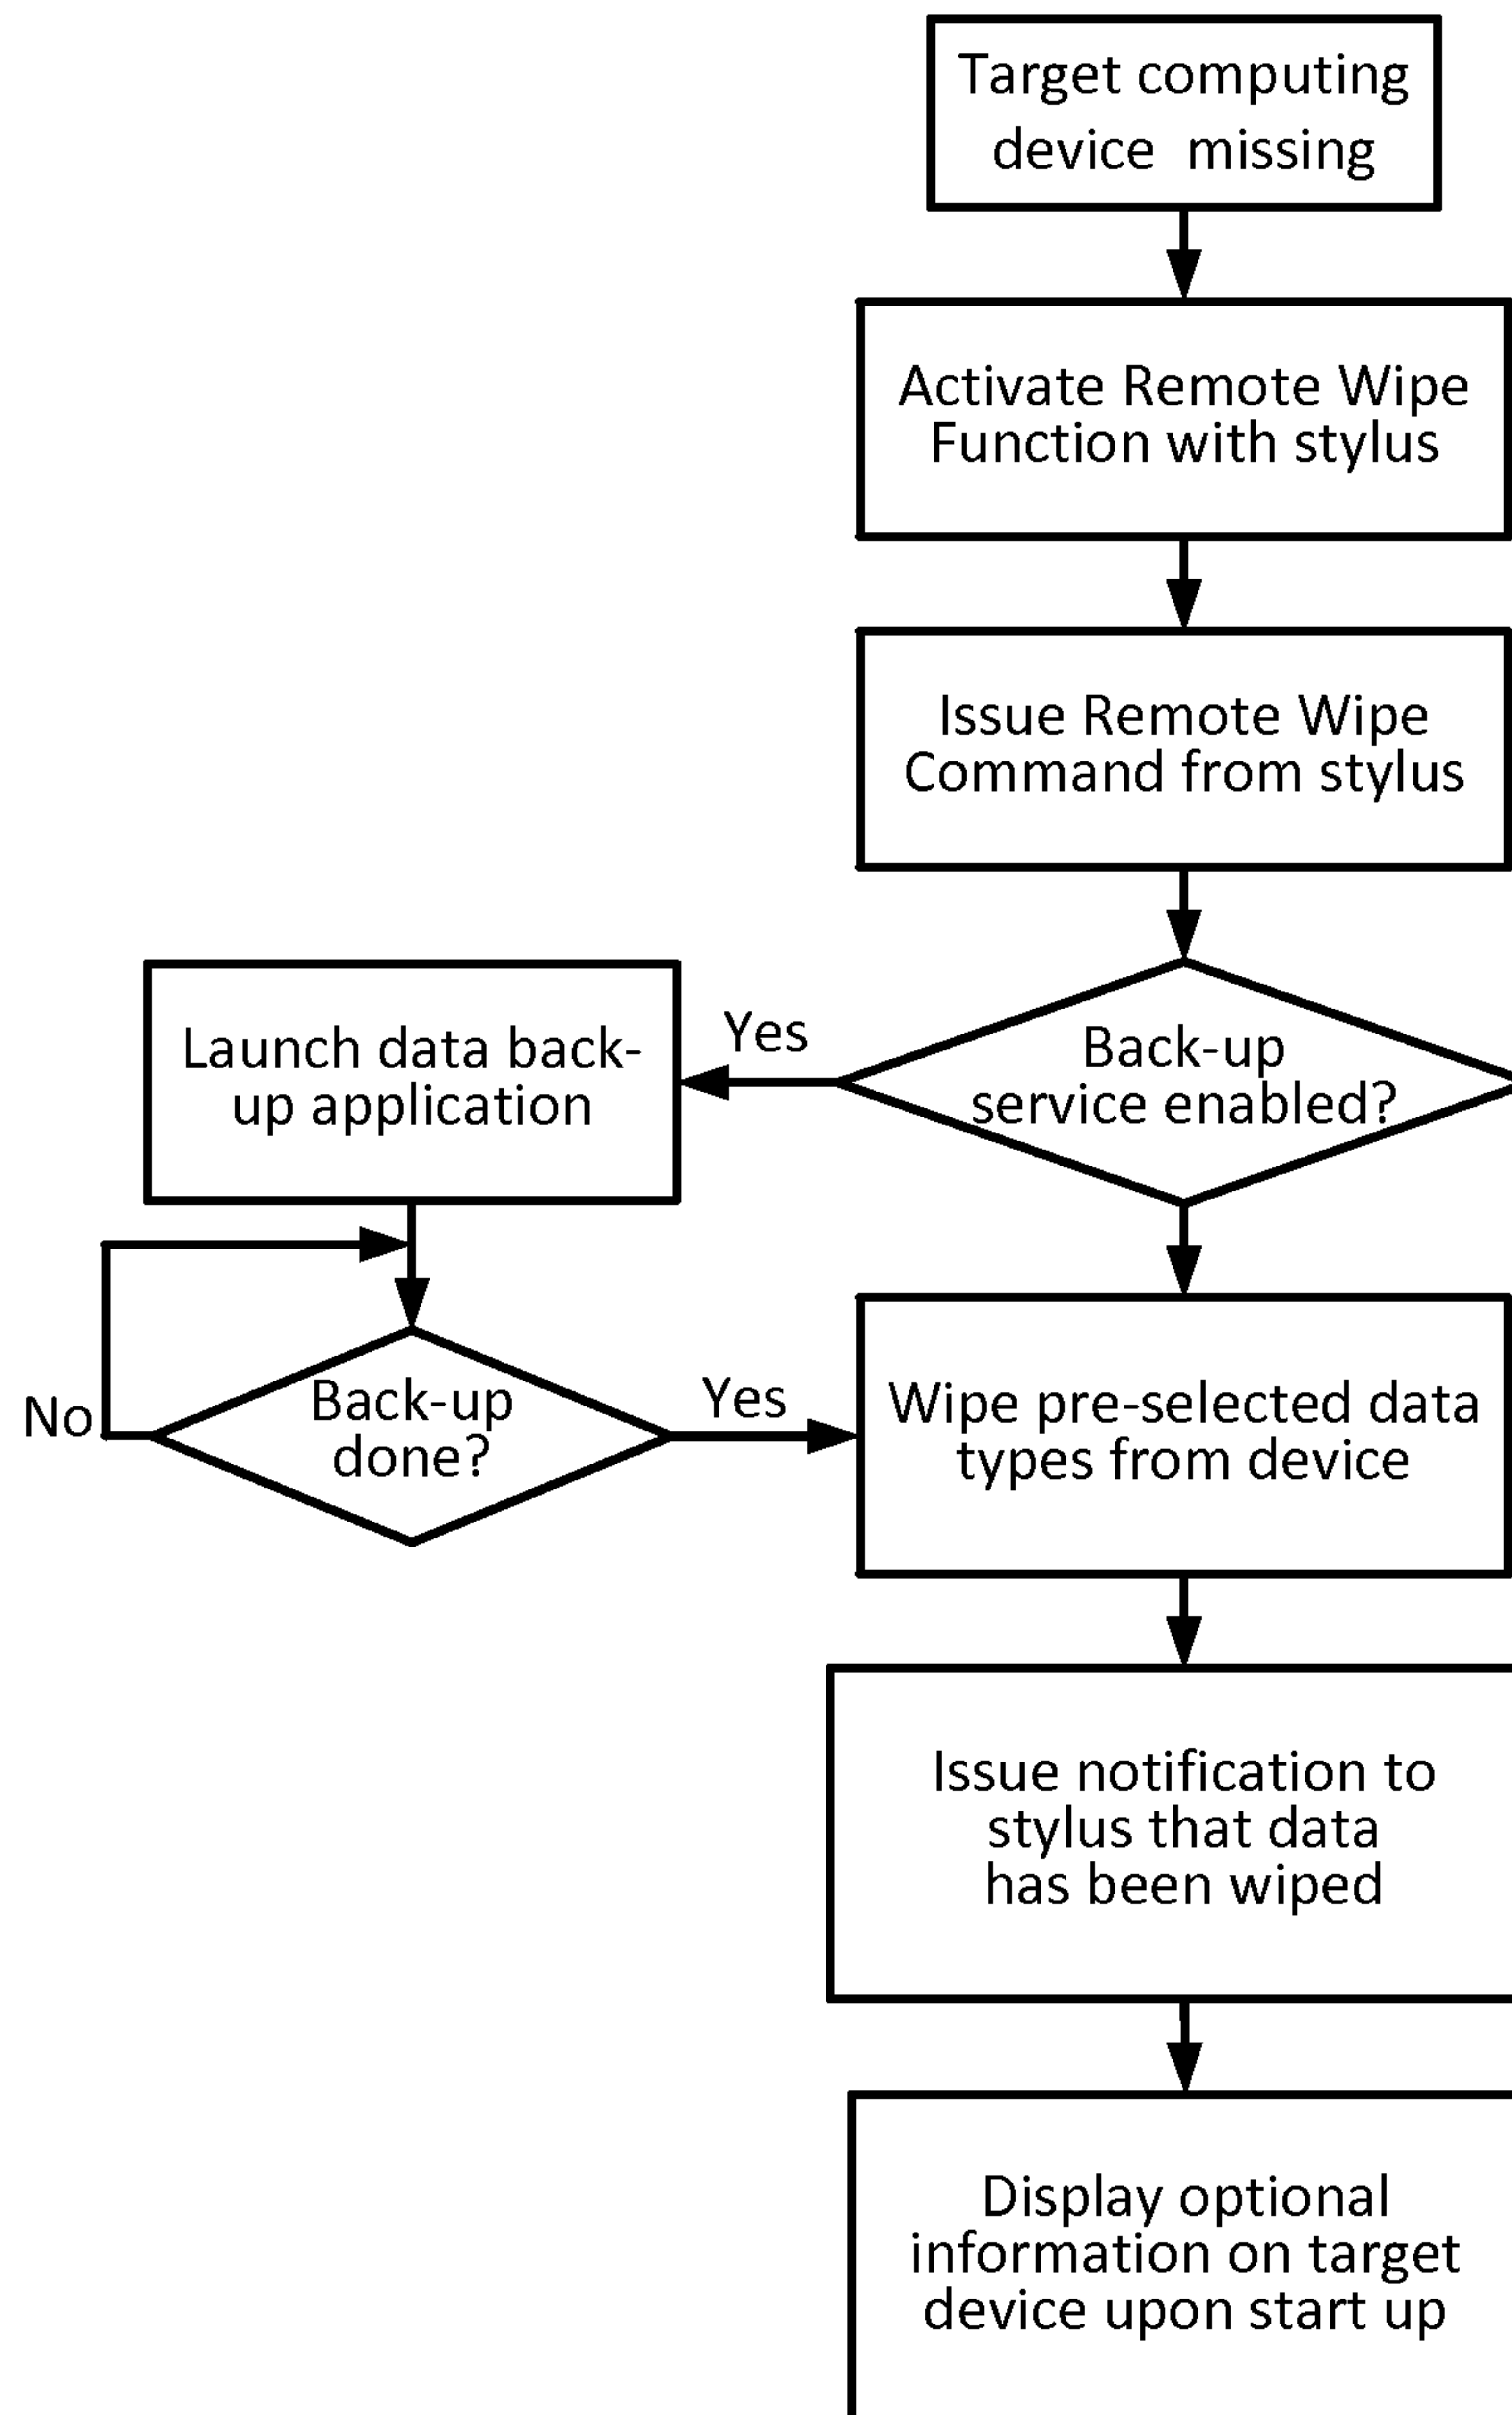 Target computing
device missing
Activate Remote Wipe
Function with stylus
Issue Remote Wipe
Command from stylus
Back-up
service enabled?
Yes
Launch data back-
up application
Back-up
done?
No
Yes
Wipe pre-selected data
types from device
Issue notification to
stylus that data
has been wiped
Display optional
information on target
device upon start up